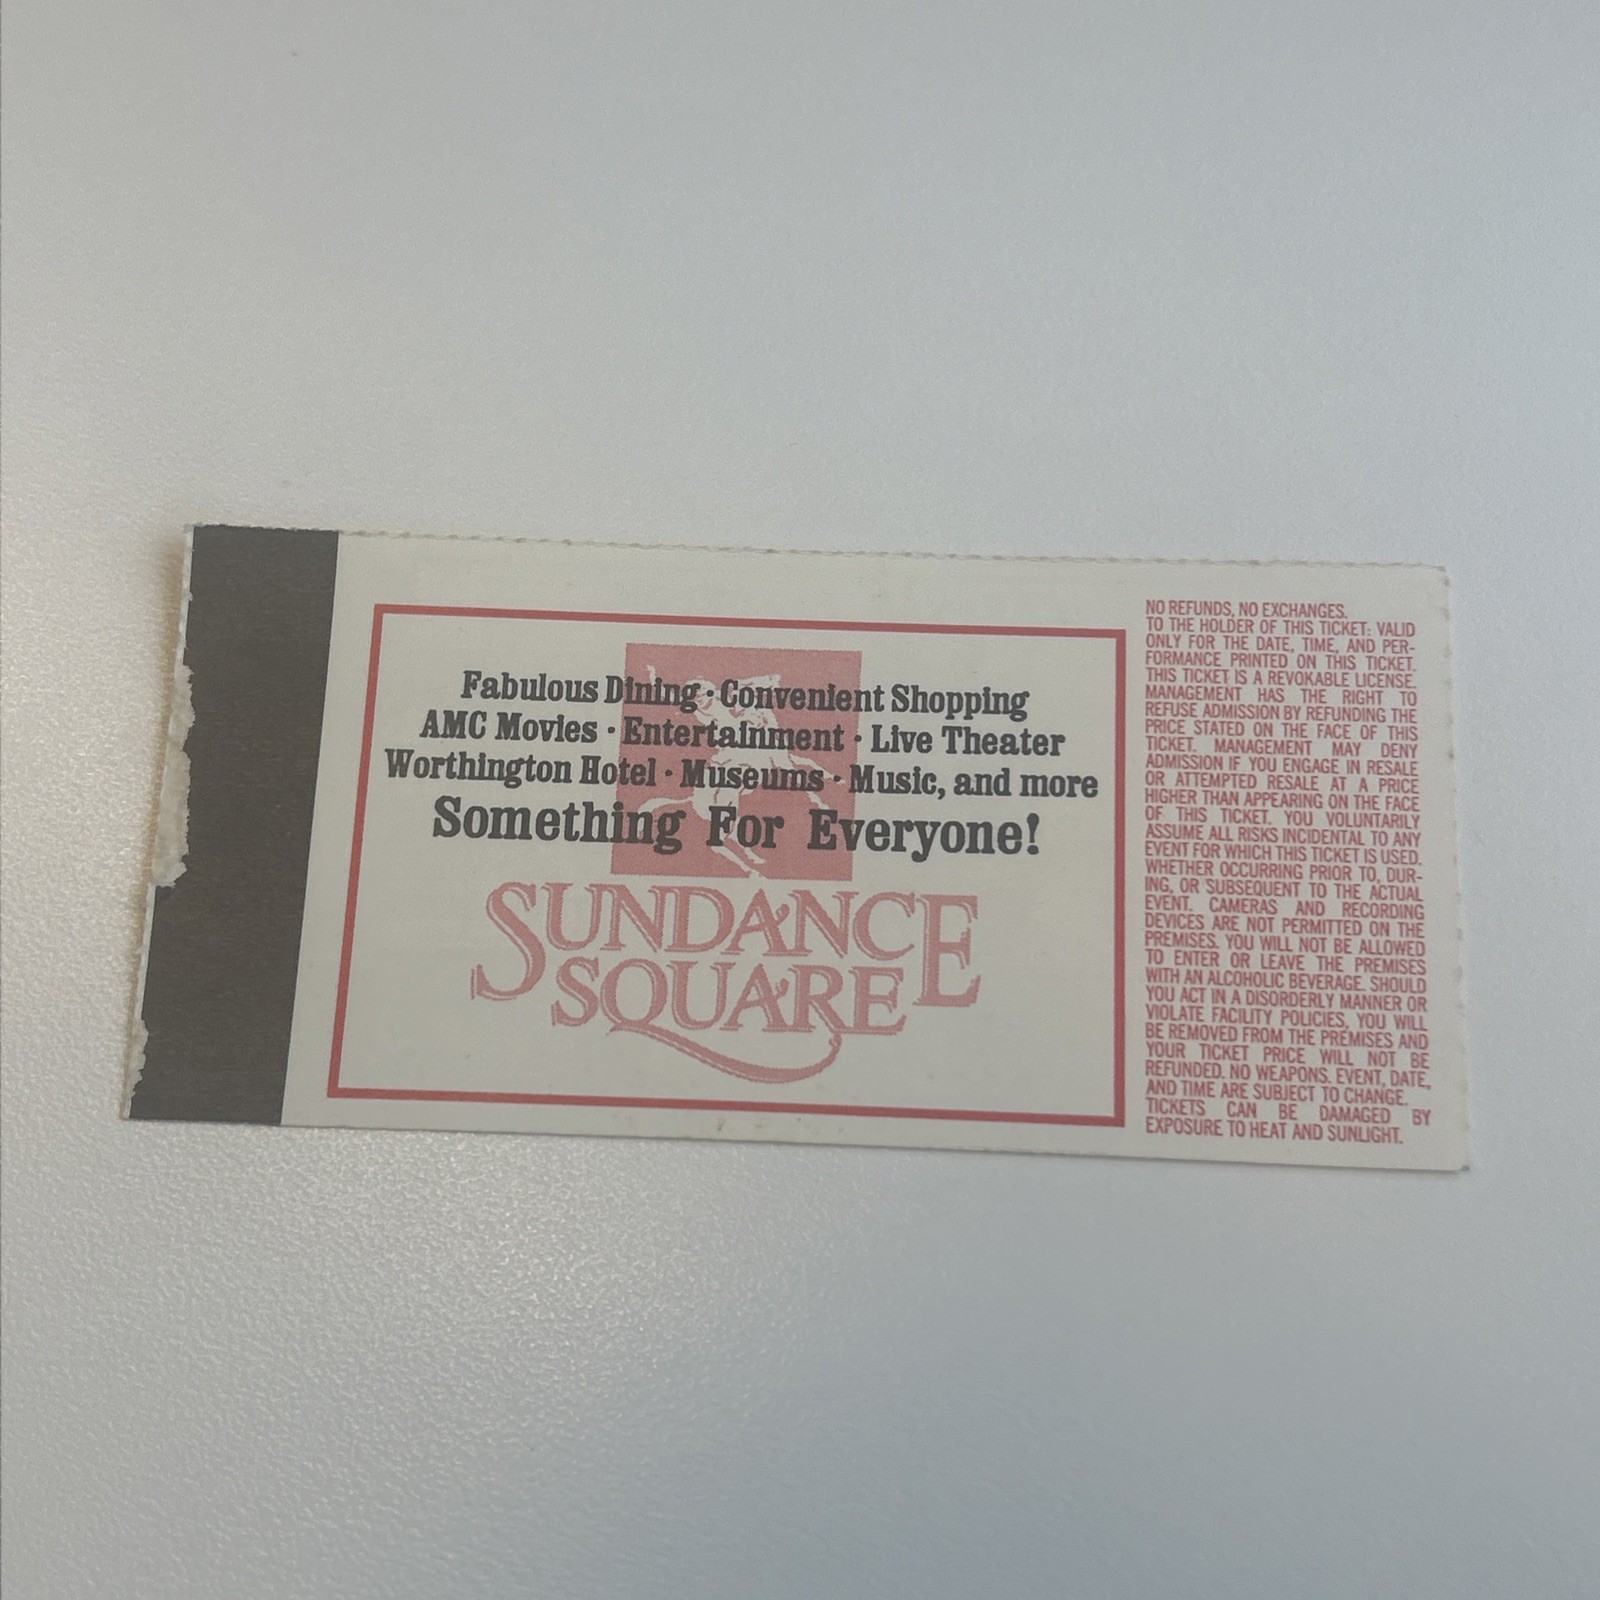 Fabulous Dining · Convenient Shopping
AMC Movies · Entertainment · Live Theater
Worthington Hotel · Museums · Music, and more
Something For Everyone!
SUNDANCE
SQUARE
NO REFUNDS, NO EXCHANGES.
TO THE HOLDER OF THIS TICKET: VALID
ONLY FOR THE DATE, TIME, AND PER-
FORMANCE PRINTED ON THIS TICKET.
THIS TICKET IS A REVOKABLE LICENSE.
MANAGEMENT HAS THE RIGHT TO
REFUSE ADMISSION BY REFUNDING THE
PRICE STATED ON THE FACE OF THIS
TICKET. MANAGEMENT MAY DENY
ADMISSION IF YOU ENGAGE IN RESALE
OR ATTEMPTED RESALE AT A PRICE
HIGHER THAN APPEARING ON THE FACE
OF THIS TICKET. YOU VOLUNTARILY
ASSUME ALL RISKS INCIDENTAL TO ANY
EVENT FOR WHICH THIS TICKET IS USED.
WHETHER OCCURRING PRIOR TO, DUR-
ING, OR SUBSEQUENT TO THE ACTUAL
EVENT. CAMERAS AND RECORDING
DEVICES ARE NOT PERMITTED ON THE
PREMISES. YOU WILL NOT BE ALLOWED
TO ENTER OR LEAVE THE PREMISES
WITH AN ALCOHOLIC BEVERAGE. SHOULD
YOU ACT IN A DISORDERLY MANNER OR
VIOLATE FACILITY POLICIES, YOU WILL
BE REMOVED FROM THE PREMISES AND
YOUR TICKET PRICE WILL NOT BE
REFUNDED. NO WEAPONS. EVENT, DATE,
AND TIME ARE SUBJECT TO CHANGE.
TICKETS CAN BE DAMAGED BY
EXPOSURE TO HEAT AND SUNLIGHT.